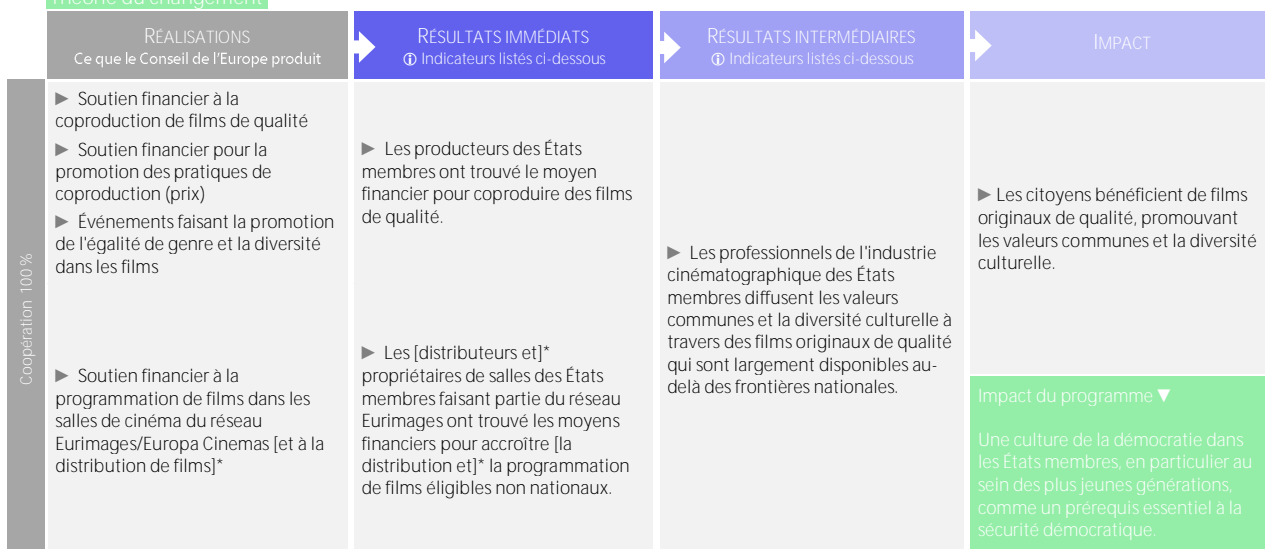 Théorie du changement
RÉALISATIONS
Ce que le Conseil de l'Europe produit
RÉSULTATS IMMÉDIATS
🛈 Indicateurs listés ci-dessous
RÉSULTATS INTERMÉDIAIRES
🛈 Indicateurs listés ci-dessous
IMPACT
Coopération 100%
► Soutien financier à la
coproduction de films de qualité
► Soutien financier pour la
promotion des pratiques de
coproduction (prix)
► Événements faisant la promotion
de l'égalité de genre et la diversité
dans les films
► Soutien financier à la
programmation de films dans les
salles de cinéma du réseau
Eurimages/Europa Cinemas [et à la
distribution de films]*
► Les producteurs des États
membres ont trouvé le moyen
financier pour coproduire des films
de qualité.
► Les [distributeurs et]*
propriétaires de salles des États
membres faisant partie du réseau
Eurimages ont trouvé les moyens
financiers pour accroître [la
distribution et]* la programmation
de films éligibles non nationaux.
► Les professionnels de l'industrie
cinématographique des États
membres diffusent les valeurs
communes et la diversité culturelle à
travers des films originaux de qualité
qui sont largement disponibles au-
delà des frontières nationales.
► Les citoyens bénéficient de films
originaux de qualité, promouvant
les valeurs communes et la diversité
culturelle.
Impact du programme ▼
Une culture de la démocratie dans
les États membres, en particulier au
sein des plus jeunes générations,
comme un prérequis essentiel à la
sécurité démocratique.